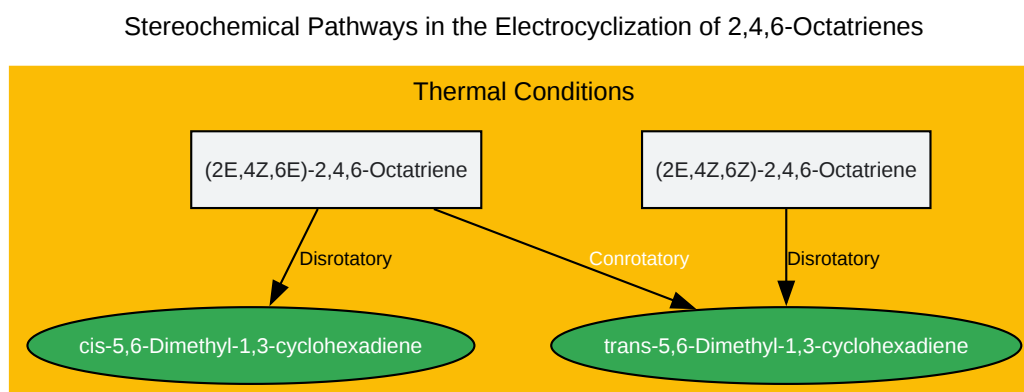 Stereochemical Pathways in the Electrocyclization of 2,4,6-Octatrienes
Thermal Conditions
(2E,4Z,6E)-2,4,6-Octatriene
(2E,4Z,6Z)-2,4,6-Octatriene
Disrotatory
Conrotatory
Disrotatory
cis-5,6-Dimethyl-1,3-cyclohexadiene
trans-5,6-Dimethyl-1,3-cyclohexadiene